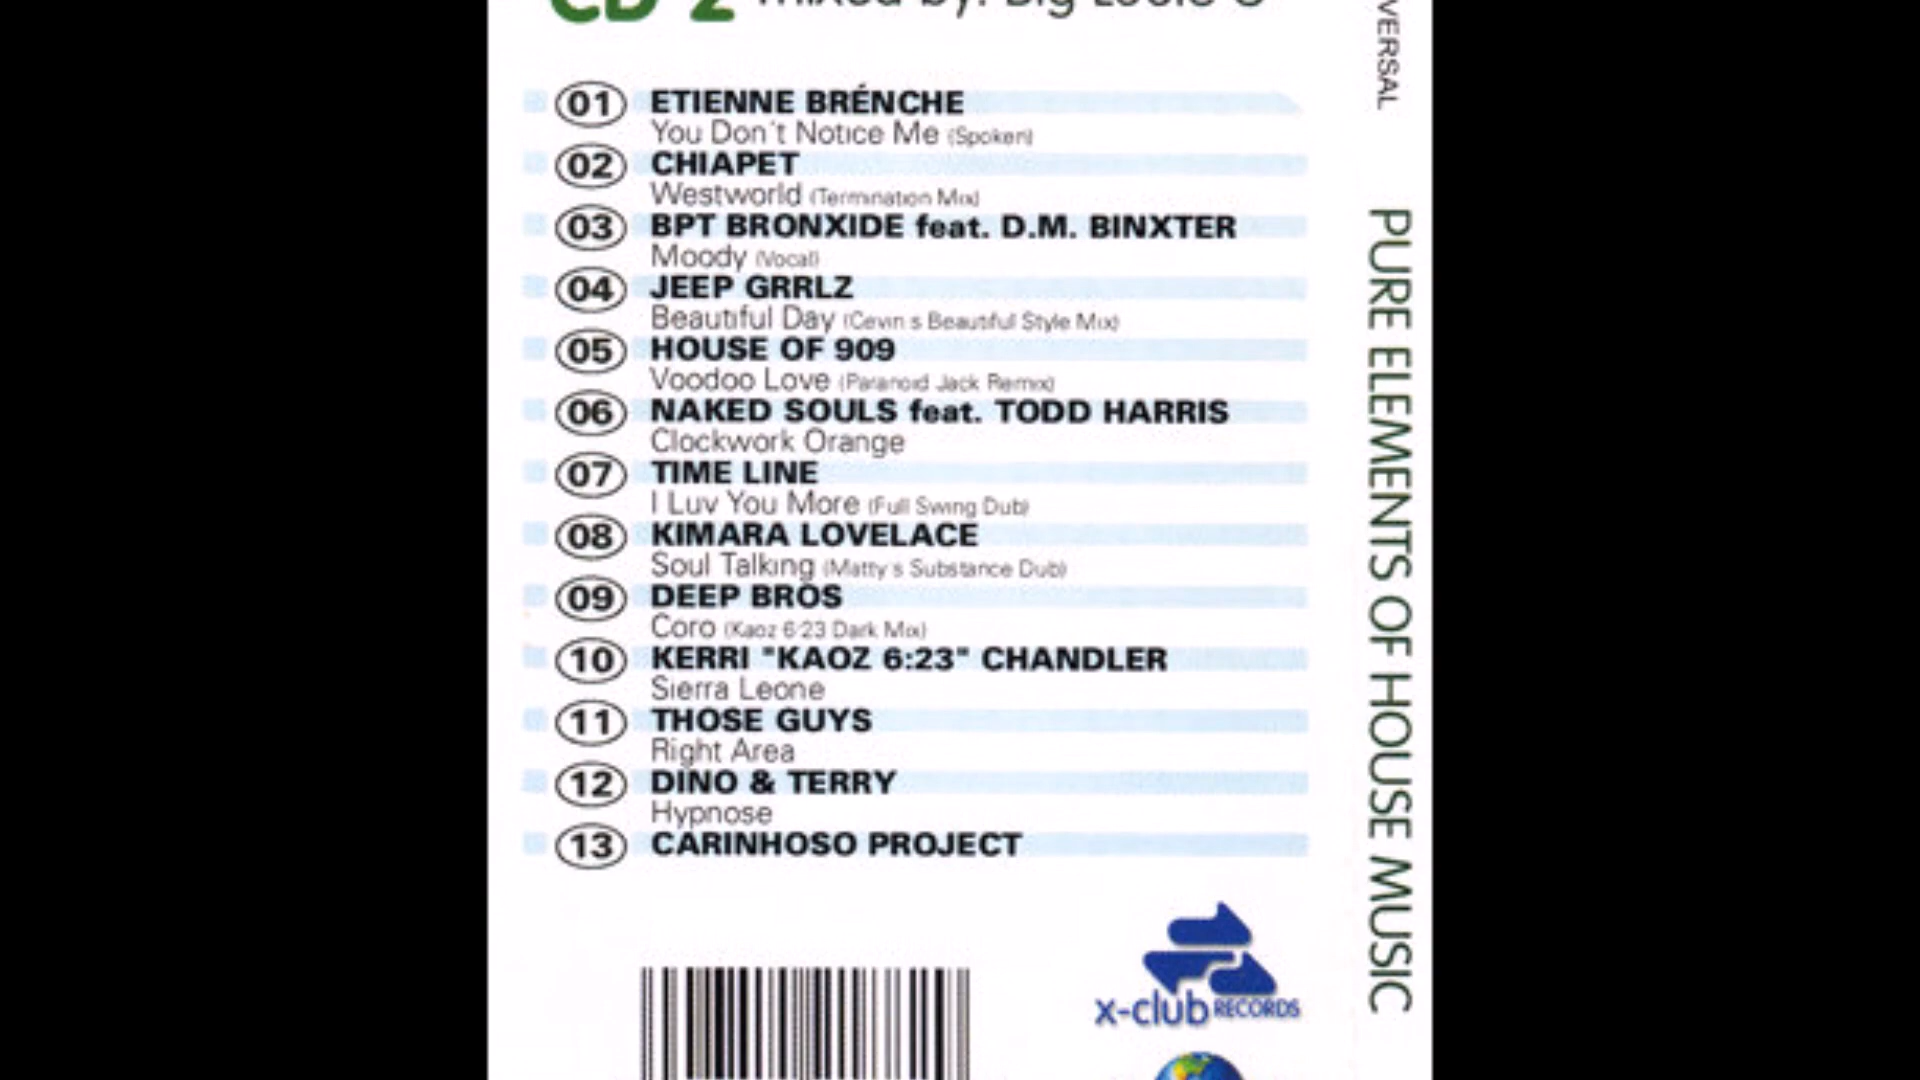 CD 2 mixed by: Big
01 ETIENNE BRÉNCHE
You Don´t Notice Me (Spoken)
02 CHIAPET
Westworld (Termination Mix)
03 BPT BRONXIDE feat. D.M. BINXTER
Moody (Vocal)
04 JEEP GRRLZ
Beautiful Day (Cevin s Beautiful Style Mix)
05 HOUSE OF 909
Voodoo Love (Paranoid Jack Remix)
06 NAKED SOULS feat. TODD HARRIS
Clockwork Orange
07 TIME LINE
I Luv You More (Full Swing Dub)
08 KIMARA LOVELACE
Soul Talking (Matty s Substance Dub)
09 DEEP BROS
Coro (Kaoz 6:23 Dark Mix)
10 KERRI "KAOZ 6:23" CHANDLER
Sierra Leone
11 THOSE GUYS
Right Area
12 DINO & TERRY
Hypnose
13 CARINHOSO PROJECT
x-club RECORDS
VERSAL
PURE ELEMENTS OF HOUSE MUSIC